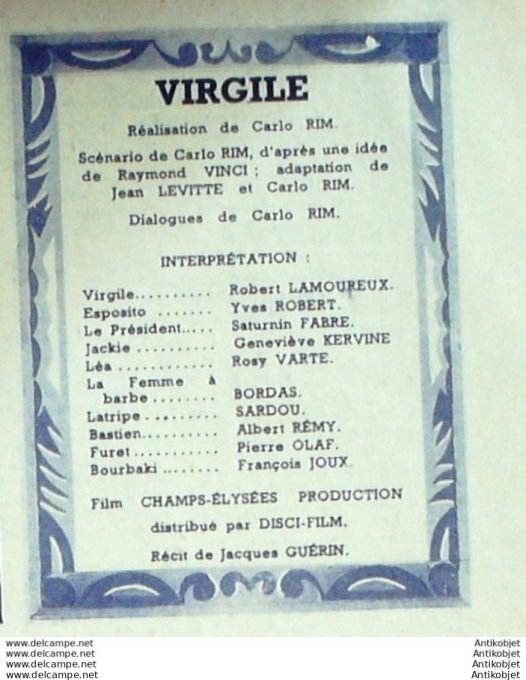 VIRGILE
Réalisation de Carlo RIM.
Scénario de Carlo RIM, d'après une idée
de Raymond VINCI ; adaptation de
Jean LEVITTE et Carlo RIM.
Dialogues de Carlo RIM.
INTERPRÉTATION :
Virgile.......... Robert LAMOUREUX.
Esposito ....... Yves ROBERT.
Le Président..... Saturnin FABRE.
Jackie .......... Geneviève KERVINE
Léa ............ Rosy VARTE.
La Femme à
barbe ........ BORDAS.
Latripe ......... SARDOU.
Bastien.......... Albert RÉMY.
Furet........... Pierre OLAF.
Bourbaki ....... François JOUX.
Film CHAMPS-ÉLYSÉES PRODUCTION
distribué par DISCI-FILM.
Récit de Jacques GUÉRIN.
www.delcampe.net Antikobjet
www.delcampe.net Antikobjet
www.delcampe.net Antikobjet
www.delcampe.net Antikobjet